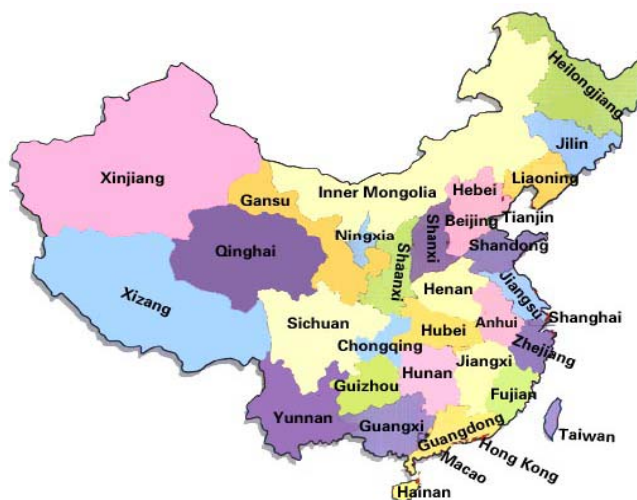 Heilongjiang
Jilin
Liaoning
Inner Mongolia
Hebei
Xinjiang
Gansu
Beijing
Tianjin
Ningxia
Shanxi
Shaanxi
Shandong
Qinghai
Xizang
Henan
Jiangsu
Sichuan
Hubei
Anhui
Shanghai
Chongqing
Zhejiang
Hunan
Jiangxi
Guizhou
Fujian
Yunnan
Guangxi
Guangdong
Taiwan
Hong Kong
Macao
Hainan